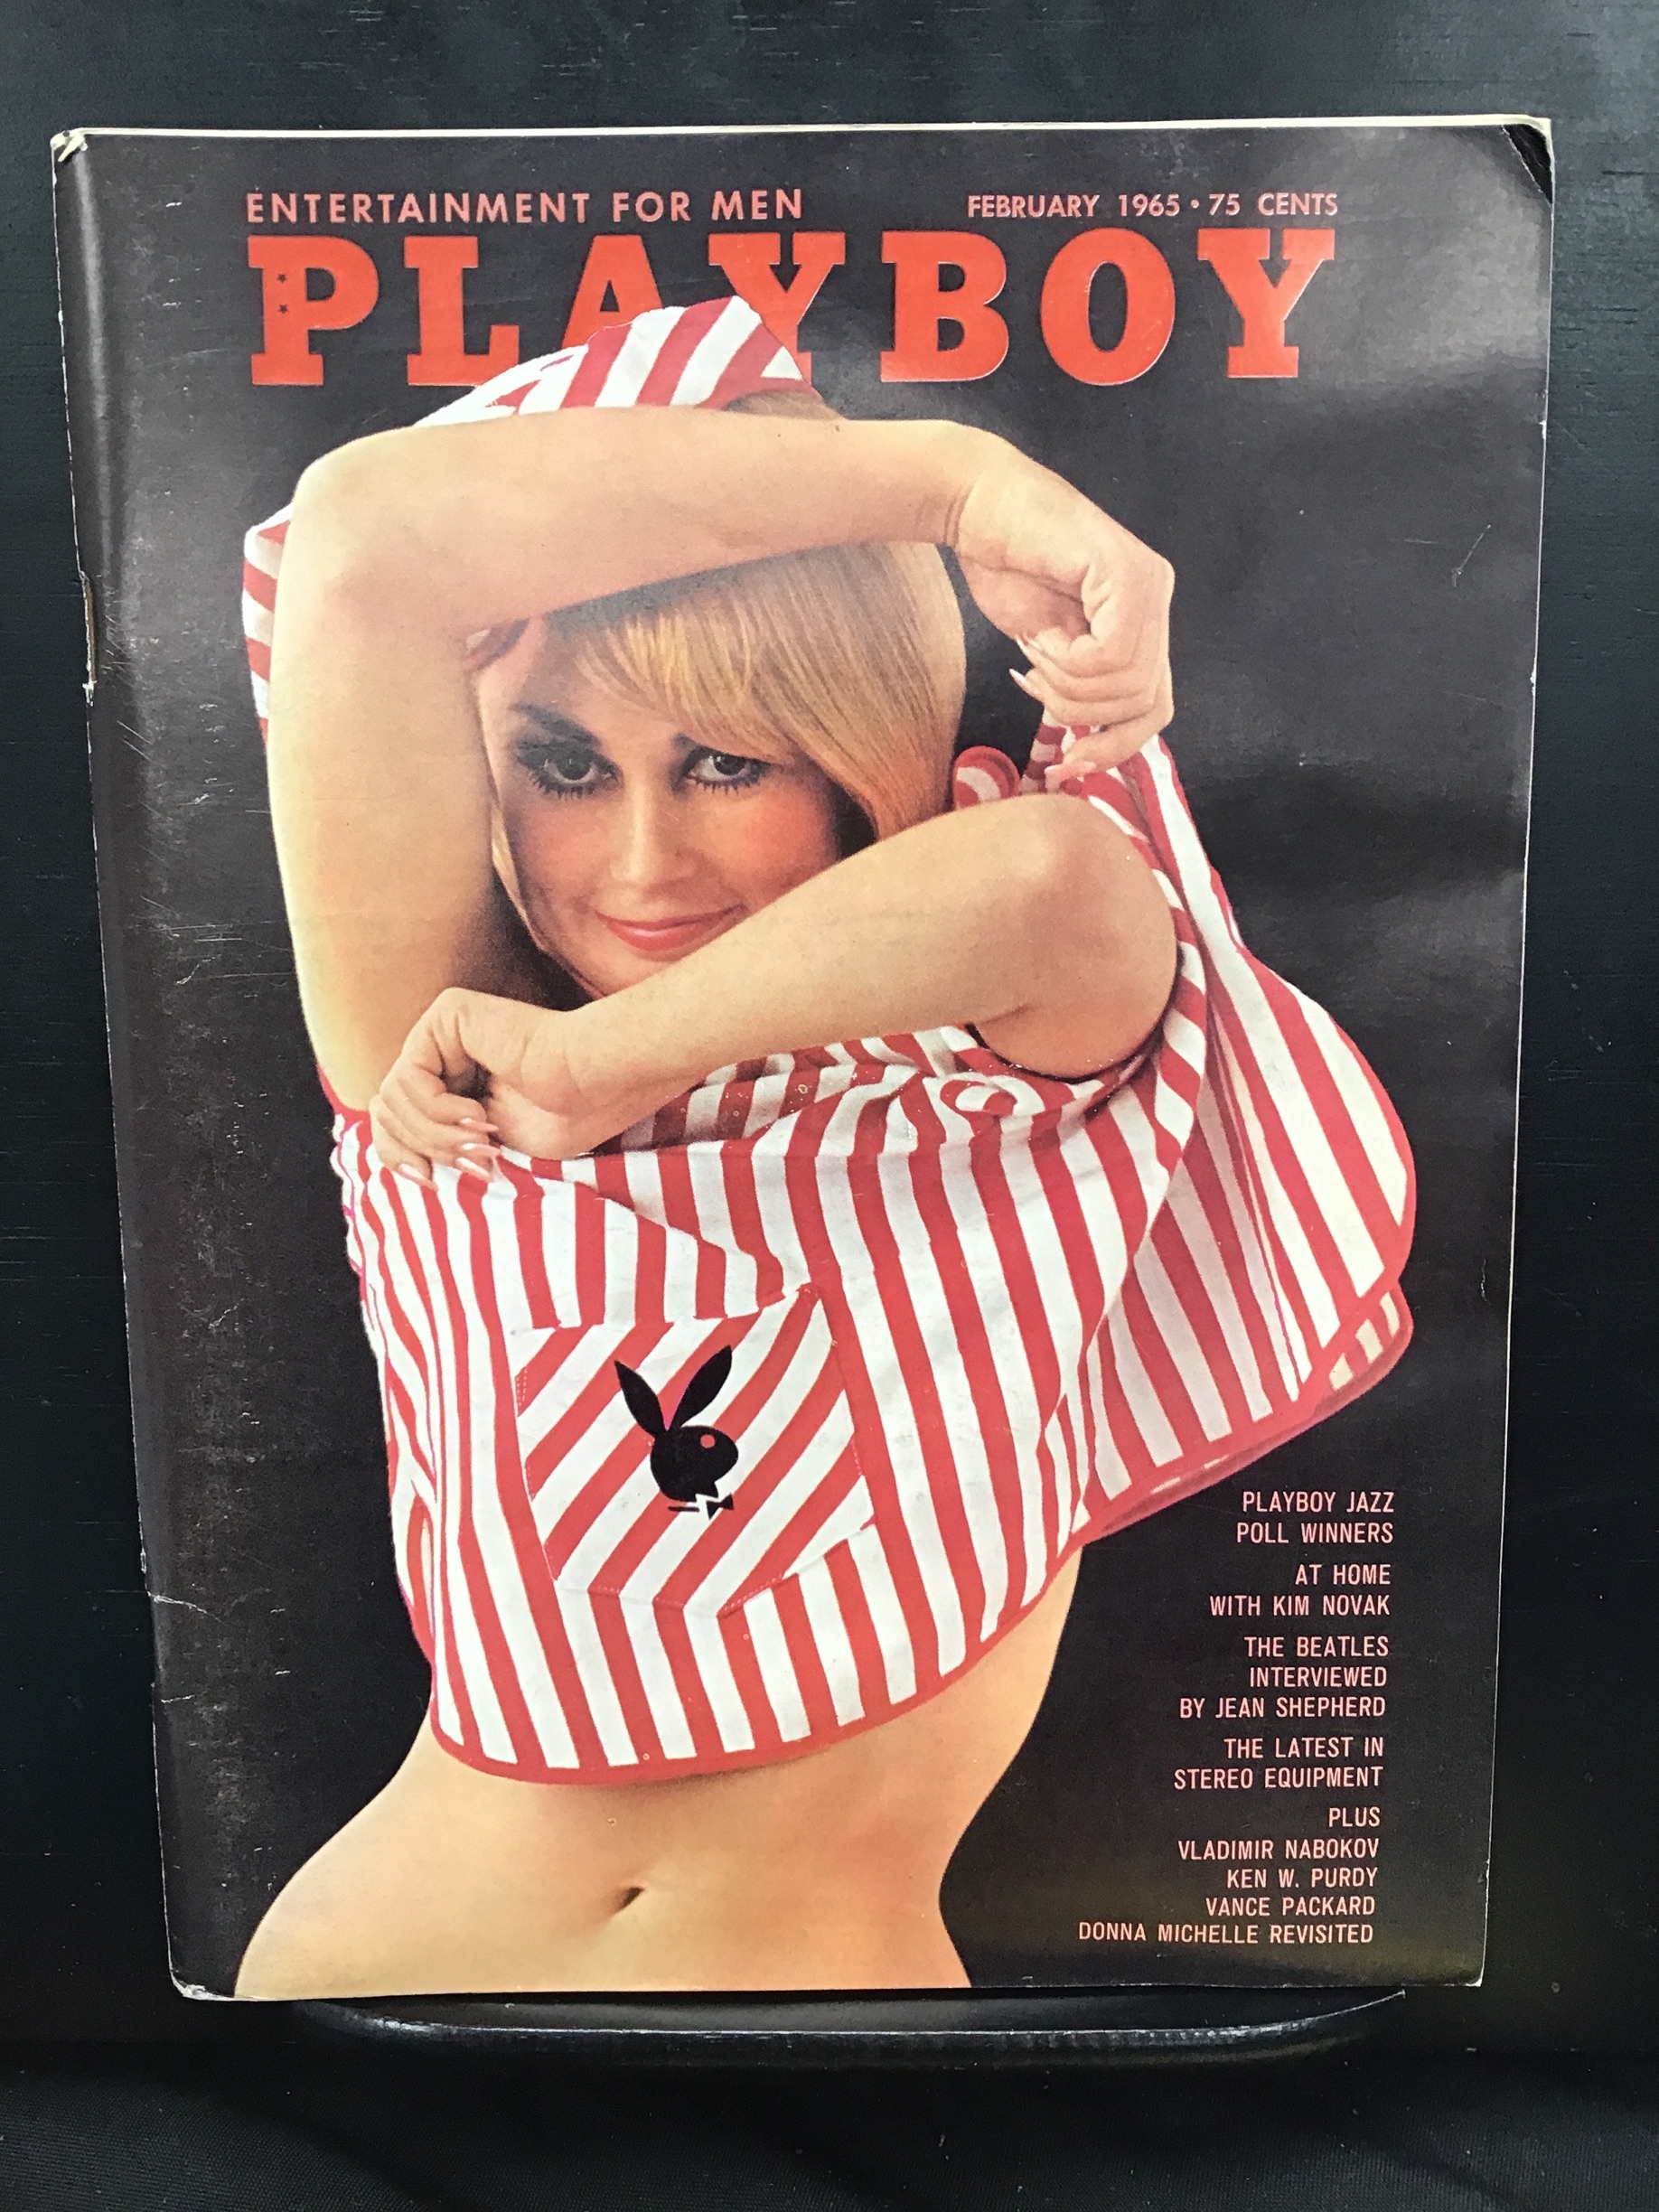 ENTERTAINMENT FOR MEN
FEBRUARY 1965 • 75 CENTS
PLAYBOY
PLAYBOY JAZZ
POLL WINNERS
AT HOME
WITH KIM NOVAK
THE BEATLES
INTERVIEWED
BY JEAN SHEPHERD
THE LATEST IN
STEREO EQUIPMENT
PLUS
VLADIMIR NABOKOV
KEN W. PURDY
VANCE PACKARD
DONNA MICHELLE REVISITED